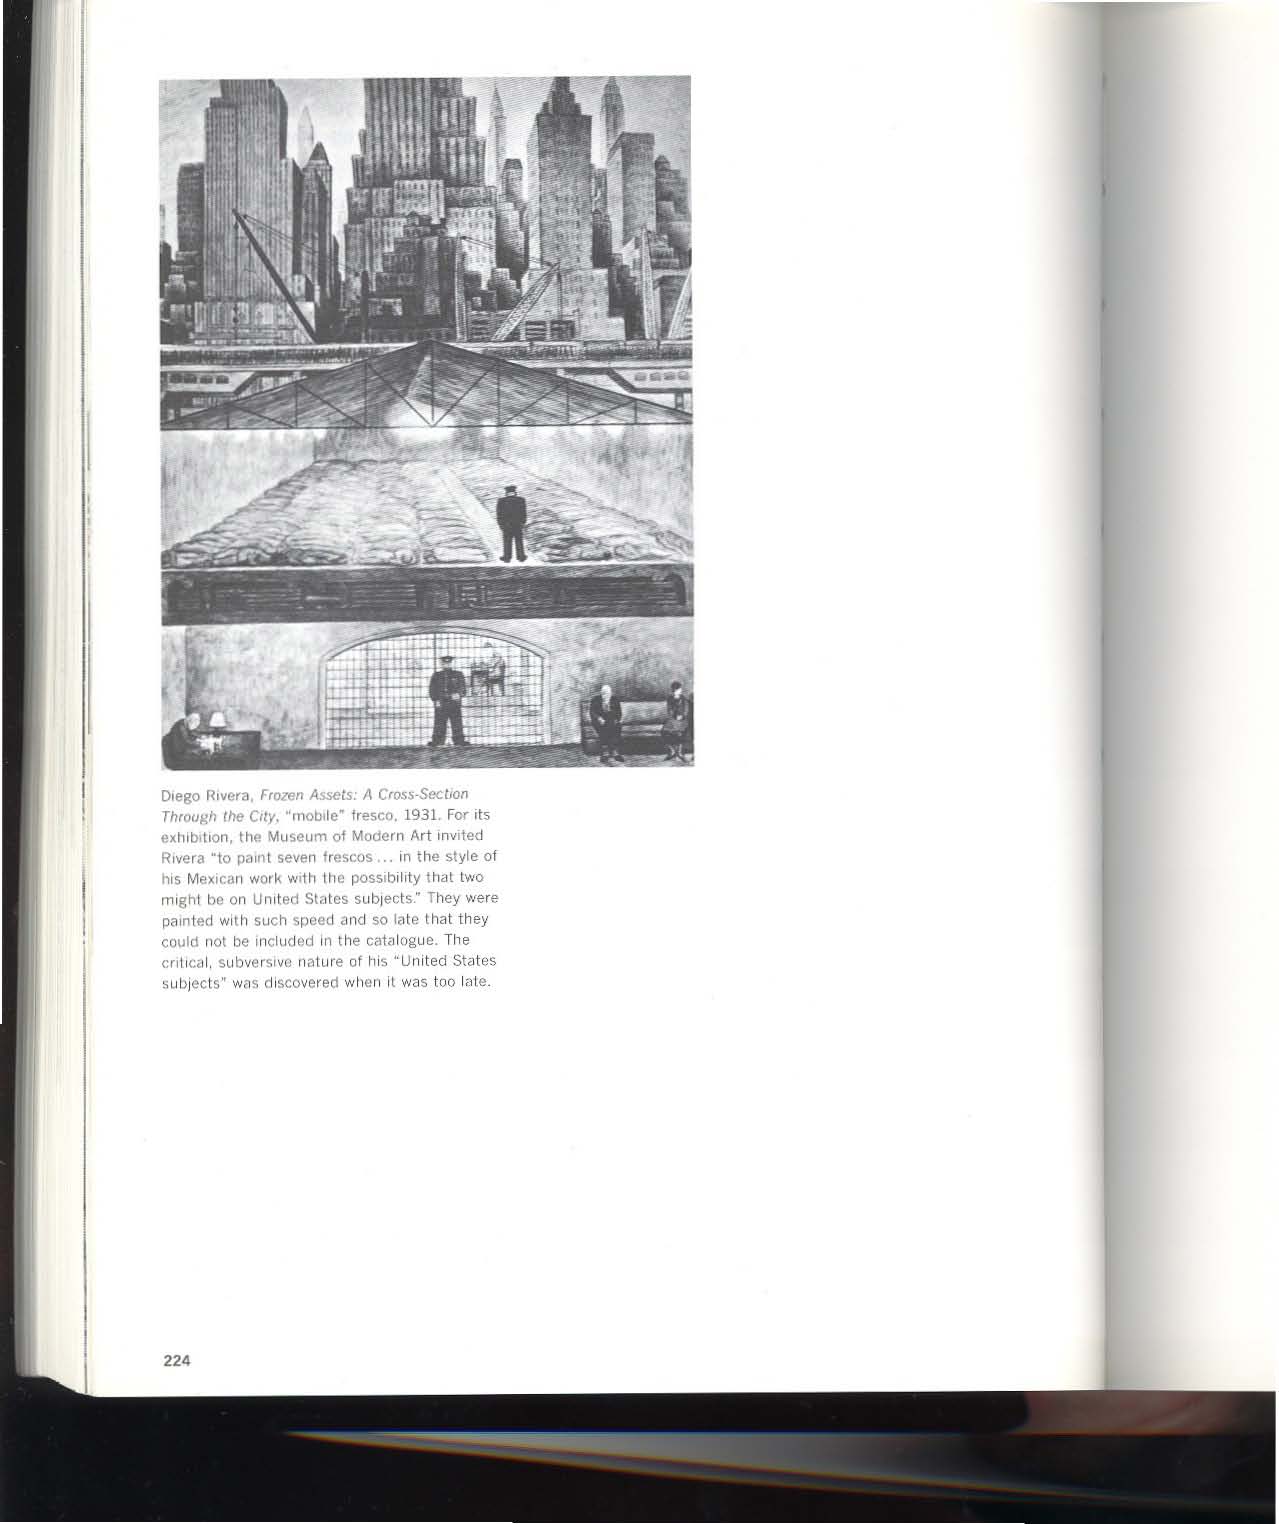 Diego Rivera, Frozen Assets: A Cross-Section
Through the City, "mobile" fresco, 1931. For its
exhibition, the Museum of Modern Art invited
Rivera "to paint seven frescos ... in the style of
his Mexican work with the possibility that two
might be on United States subjects." They were
painted with such speed and so late that they
could not be included in the catalogue. The
critical, subversive nature of his "United States
subjects" was discovered when it was too late.
224